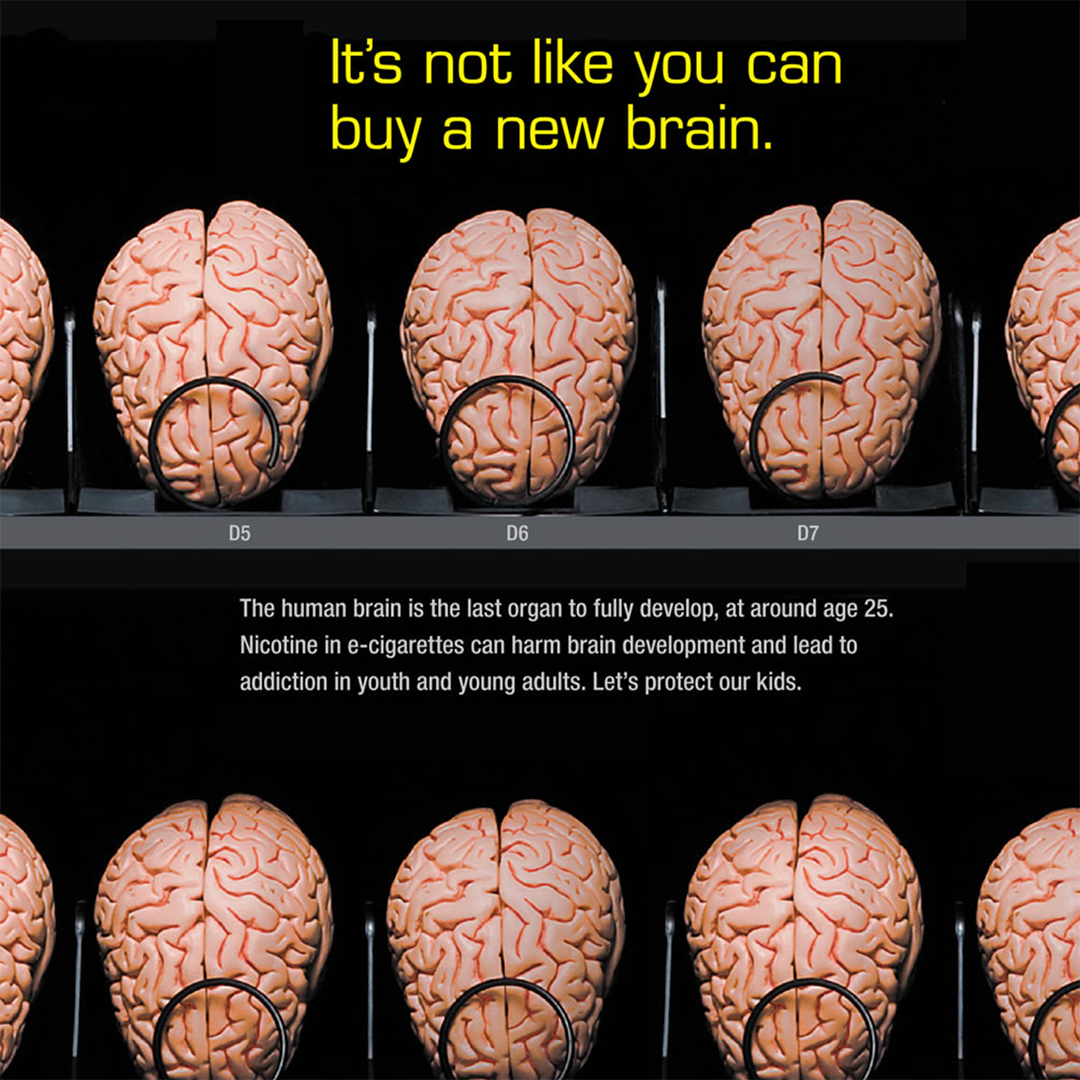 It's not like you can
buy a new brain.
D5
D6
D7
The human brain is the last organ to fully develop, at around age 25.
Nicotine in e-cigarettes can harm brain development and lead to
addiction in youth and young adults. Let's protect our kids.